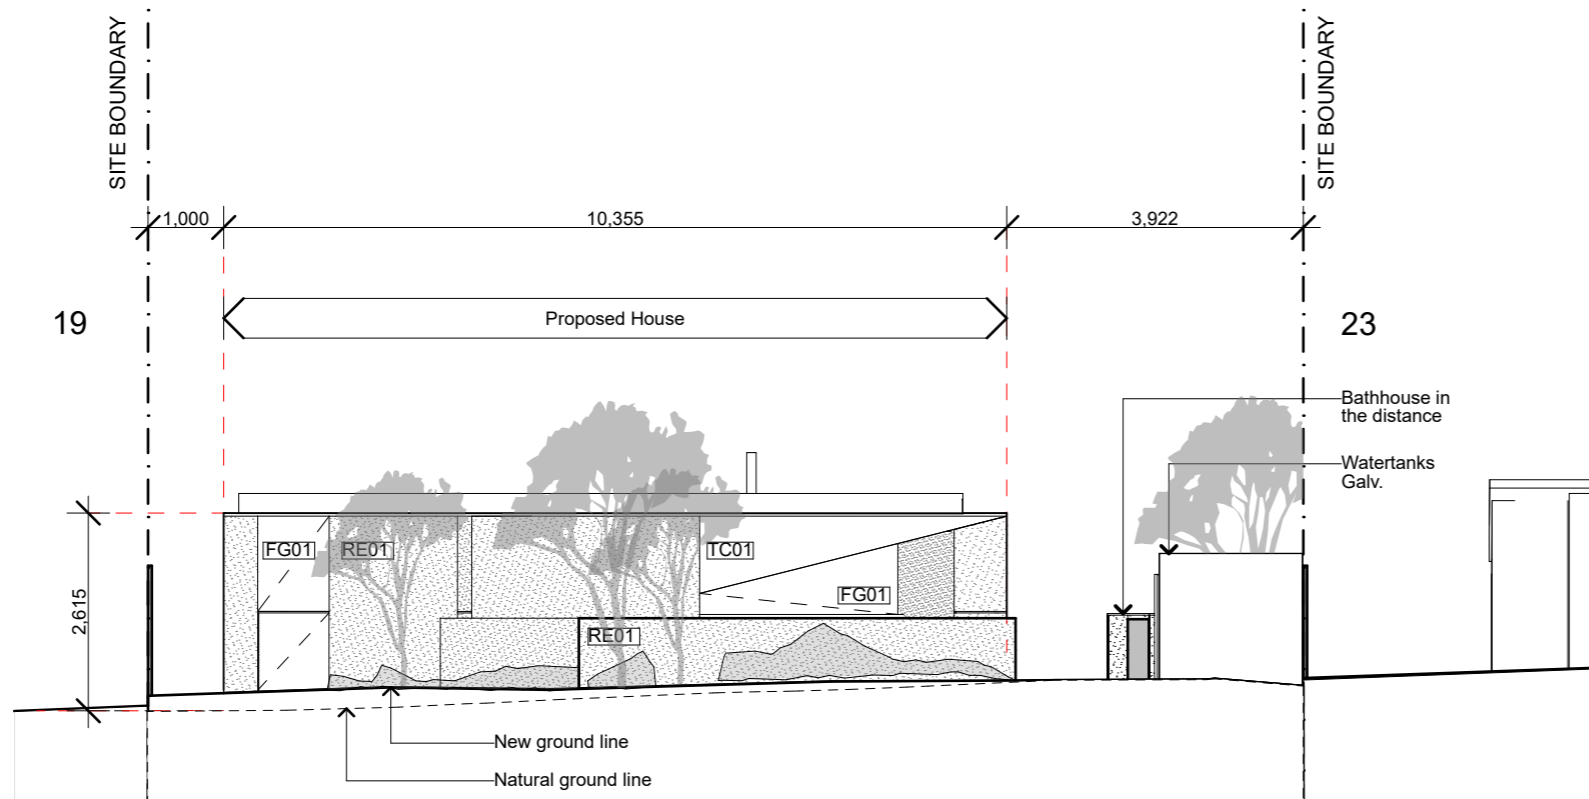 SITE BOUNDARY
SITE BOUNDARY
1,000
10,355
3,922
19
Proposed House
23
Bathhouse in
the distance
Watertanks
Galv.
FG01
RE01
TC01
FG01
2,615
RE01
New ground line
Natural ground line